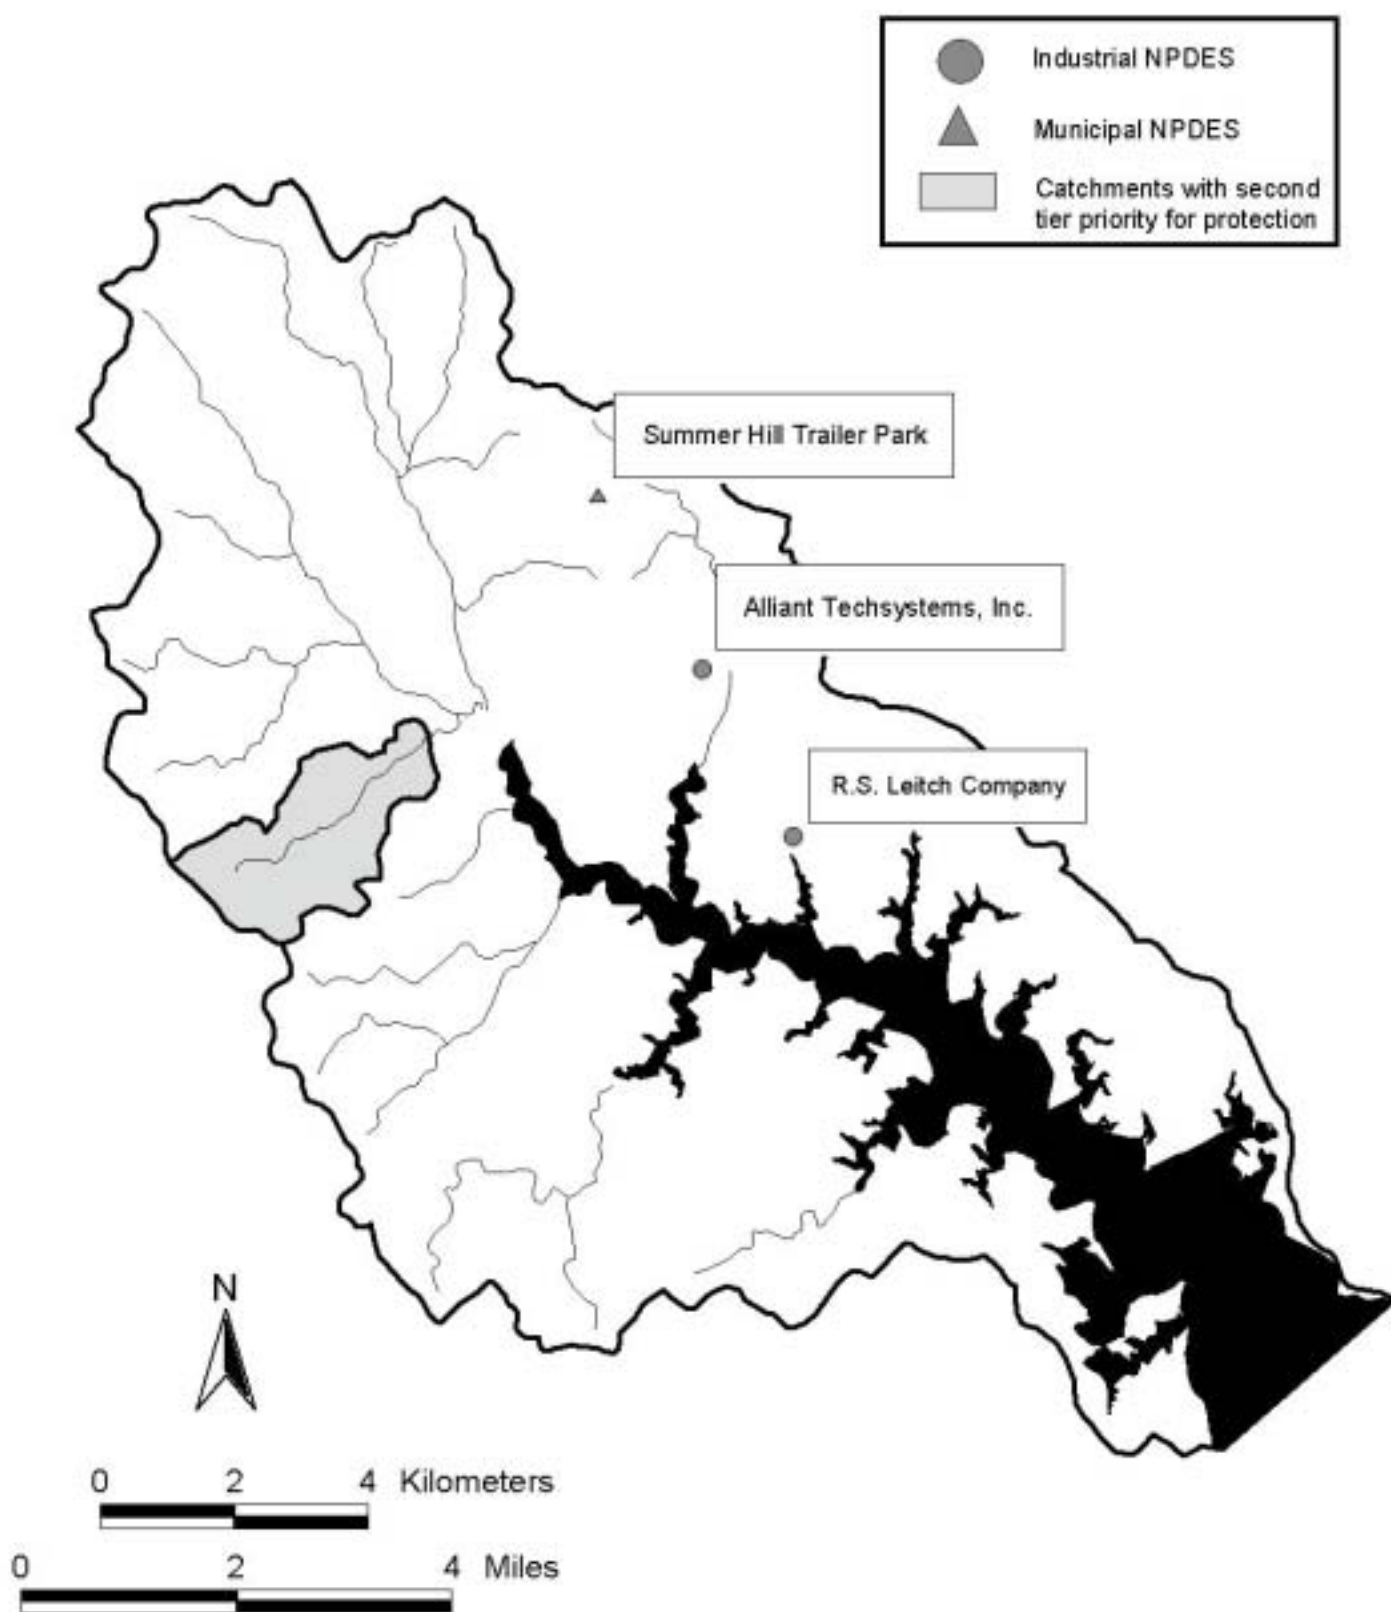 Industrial NPDES
Municipal NPDES
Catchments with second
tier priority for protection
Summer Hill Trailer Park
Alliant Techsystems, Inc.
R.S. Leitch Company
N
0 2 4 Kilometers
0 2 4 Miles